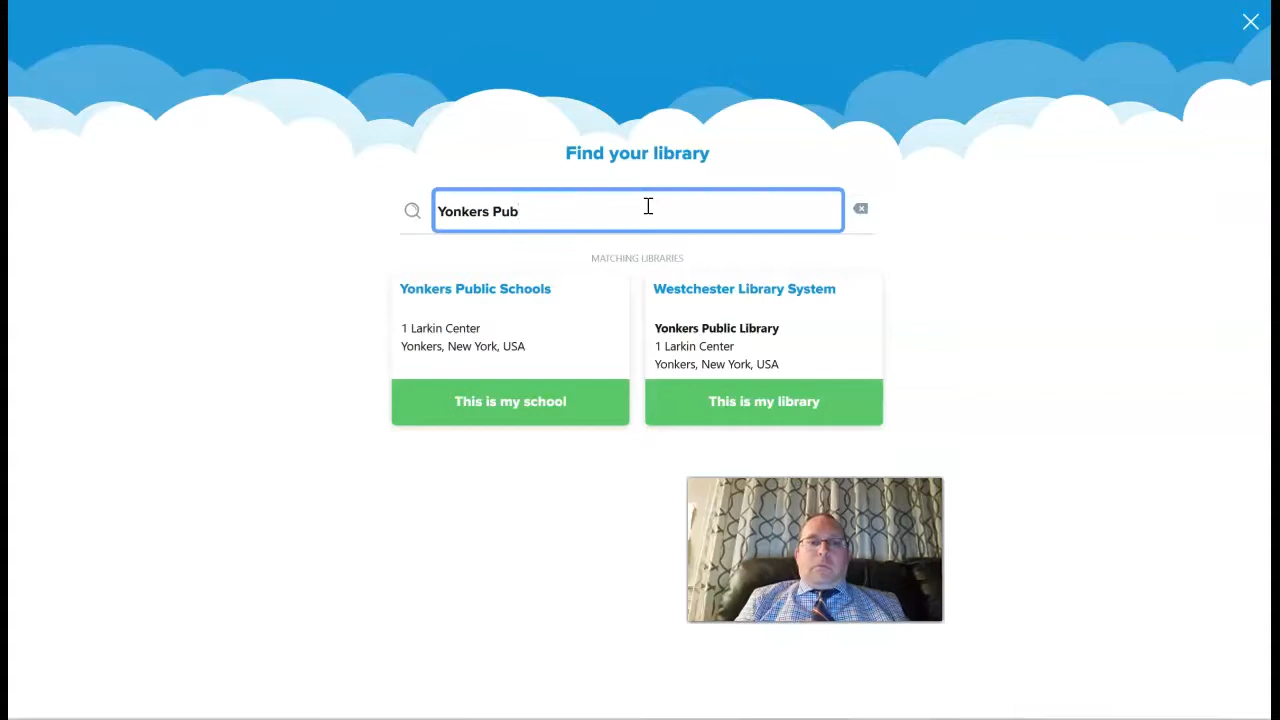 Find your library
Yonkers Pub
MATCHING LIBRARIES
Yonkers Public Schools
1 Larkin Center
Yonkers, New York, USA
This is my school
Westchester Library System
Yonkers Public Library
1 Larkin Center
Yonkers, New York, USA
This is my library